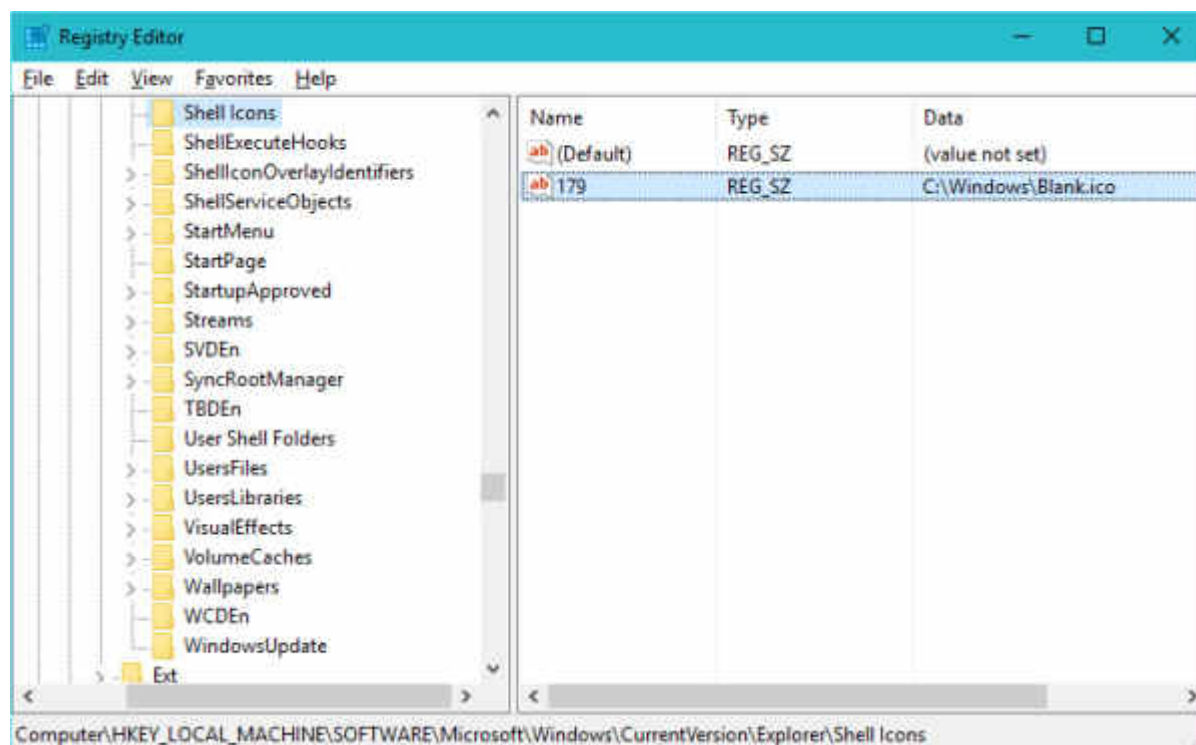 Registry Editor
File Edit View Favorites Help
Shell Icons
ShellExecuteHooks
ShellIconOverlayIdentifiers
ShellServiceObjects
StartMenu
StartPage
StartupApproved
Streams
SVDEn
SyncRootManager
TBDEn
User Shell Folders
UsersFiles
UsersLibraries
VisualEffects
VolumeCaches
Wallpapers
WCDEn
WindowsUpdate
Ext
Name Type Data
ab (Default) REG_SZ (value not set)
ab 179 REG_SZ C:\Windows\Blank.ico
Computer\HKEY_LOCAL_MACHINE\SOFTWARE\Microsoft\Windows\CurrentVersion\Explorer\Shell Icons